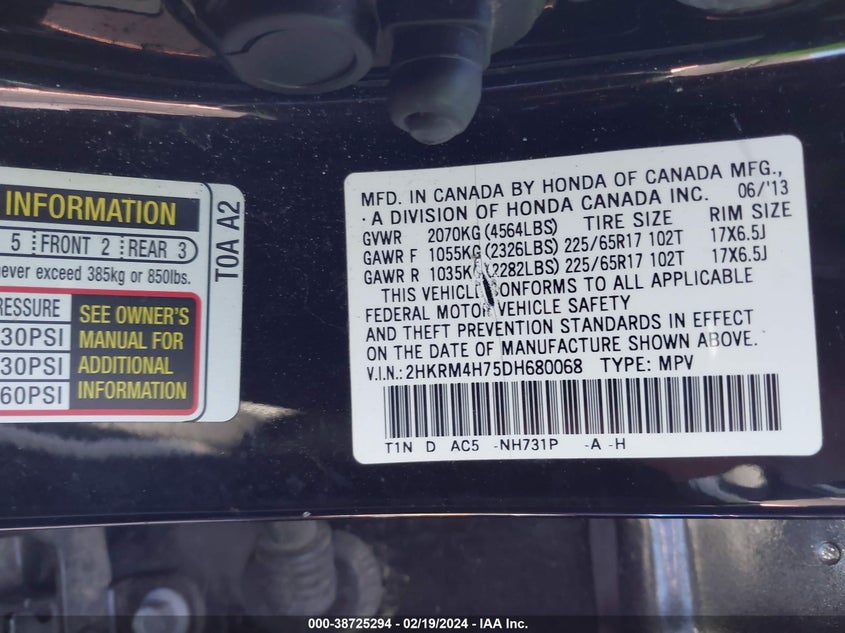 INFORMATION
5 FRONT 2 REAR 3
never exceed 385kg or 850lbs.
SEE OWNER'S
MANUAL FOR
ADDITIONAL
INFORMATION
30PSI
30PSI
60PSI
T0A A2
MFD. IN CANADA BY HONDA OF CANADA MFG.,
A DIVISION OF HONDA CANADA INC. 06/'13
GVWR 2070KG (4564LBS) TIRE SIZE RIM SIZE
GAWR F 1055KG (2326LBS) 225/65R17 102T 17X6.5J
GAWR R 1035K (2282LBS) 225/65R17 102T 17X6.5J
THIS VEHICL CONFORMS TO ALL APPLICABLE
FEDERAL MOTOR VEHICLE SAFETY
AND THEFT PREVENTION STANDARDS IN EFFECT
ON THE DATE OF MANUFACTURE SHOWN ABOVE.
V.I.N.: 2HKRM4H75DH680068 TYPE: MPV
T1N D AC5 -NH731P -A -H
000-38725294 - 02/19/2024 - IAA Inc.